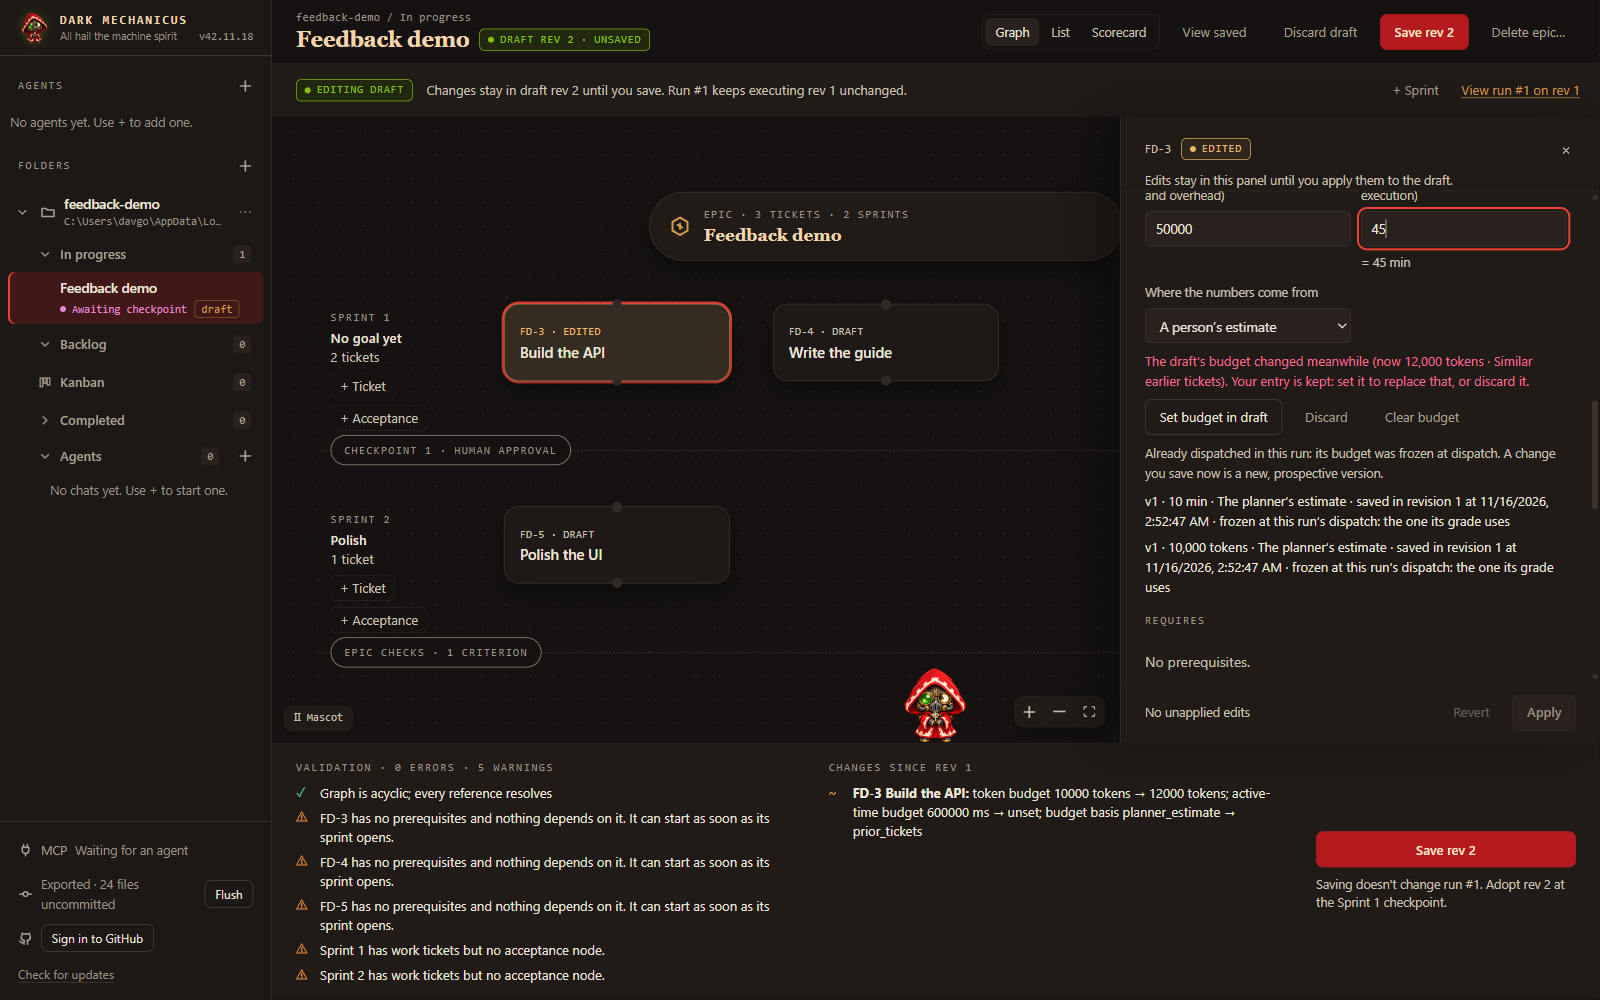 DARK MECHANICUS
All hail the machine spirit
v42.11.18
AGENTS
No agents yet. Use + to add one.
FOLDERS
feedback-demo
C:\Users\davgo\AppData\Lo…
In progress
1
Feedback demo
Awaiting checkpoint
draft
Backlog
0
Kanban
0
Completed
0
Agents
0
No chats yet. Use + to start one.
MCP Waiting for an agent
Exported · 24 files
uncommitted
Flush
Sign in to GitHub
Check for updates
feedback-demo / In progress
Feedback demo
DRAFT REV 2 · UNSAVED
Graph
List
Scorecard
View saved
Discard draft
Save rev 2
Delete epic…
EDITING DRAFT
Changes stay in draft rev 2 until you save. Run #1 keeps executing rev 1 unchanged.
+ Sprint
View run #1 on rev 1
EPIC · 3 TICKETS · 2 SPRINTS
Feedback demo
SPRINT 1
No goal yet
2 tickets
+ Ticket
+ Acceptance
FD-3 · EDITED
Build the API
FD-4 · DRAFT
Write the guide
CHECKPOINT 1 · HUMAN APPROVAL
SPRINT 2
Polish
1 ticket
+ Ticket
+ Acceptance
FD-5 · DRAFT
Polish the UI
EPIC CHECKS · 1 CRITERION
Mascot
FD-3
EDITED
Edits stay in this panel until you apply them to the draft.
and overhead)
execution)
50000
45
= 45 min
Where the numbers come from
A person's estimate
The draft's budget changed meanwhile (now 12,000 tokens · Similar
earlier tickets). Your entry is kept: set it to replace that, or discard it.
Set budget in draft
Discard
Clear budget
Already dispatched in this run: its budget was frozen at dispatch. A change
you save now is a new, prospective version.
v1 · 10 min · The planner's estimate · saved in revision 1 at 11/16/2026,
2:52:47 AM · frozen at this run's dispatch: the one its grade uses
v1 · 10,000 tokens · The planner's estimate · saved in revision 1 at
11/16/2026, 2:52:47 AM · frozen at this run's dispatch: the one its grade
uses
REQUIRES
No prerequisites.
No unapplied edits
Revert
Apply
VALIDATION · 0 ERRORS · 5 WARNINGS
Graph is acyclic; every reference resolves
FD-3 has no prerequisites and nothing depends on it. It can start as soon as its
sprint opens.
FD-4 has no prerequisites and nothing depends on it. It can start as soon as its
sprint opens.
FD-5 has no prerequisites and nothing depends on it. It can start as soon as its
sprint opens.
Sprint 1 has work tickets but no acceptance node.
Sprint 2 has work tickets but no acceptance node.
CHANGES SINCE REV 1
~ FD-3 Build the API: token budget 10000 tokens → 12000 tokens; active-
time budget 600000 ms → unset; budget basis planner_estimate →
prior_tickets
Save rev 2
Saving doesn't change run #1. Adopt rev 2 at
the Sprint 1 checkpoint.